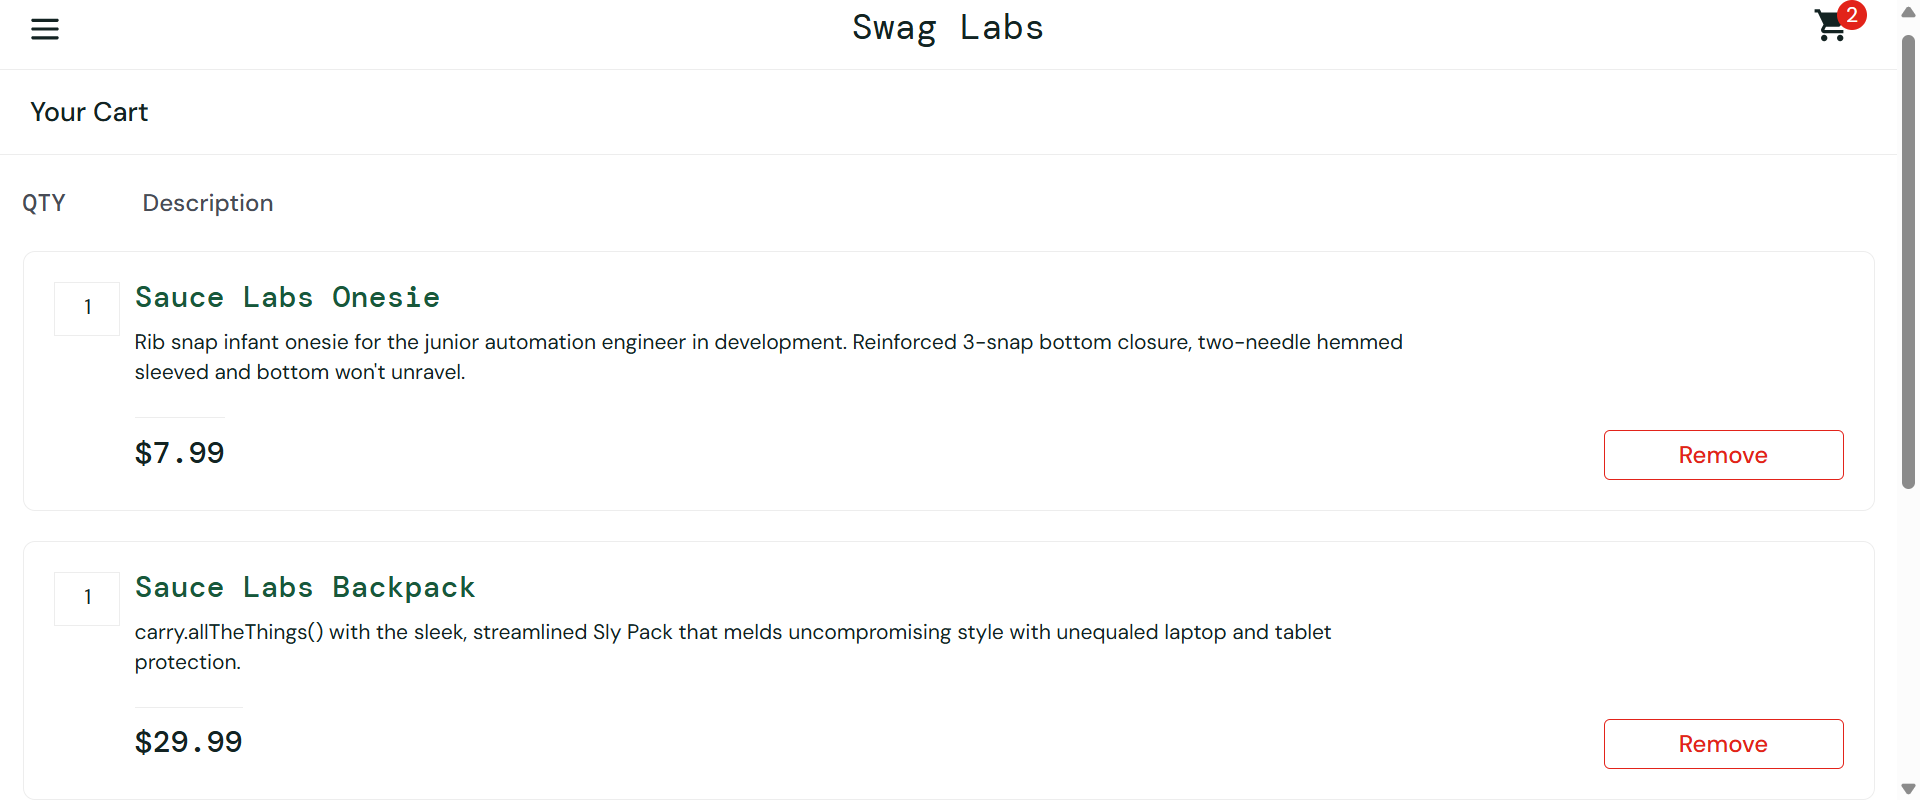 Swag Labs
2
Your Cart
QTY Description
1
Sauce Labs Onesie
Rib snap infant onesie for the junior automation engineer in development. Reinforced 3-snap bottom closure, two-needle hemmed
sleeved and bottom won't unravel.
$7.99
Remove
1
Sauce Labs Backpack
carry.allTheThings() with the sleek, streamlined Sly Pack that melds uncompromising style with unequaled laptop and tablet
protection.
$29.99
Remove